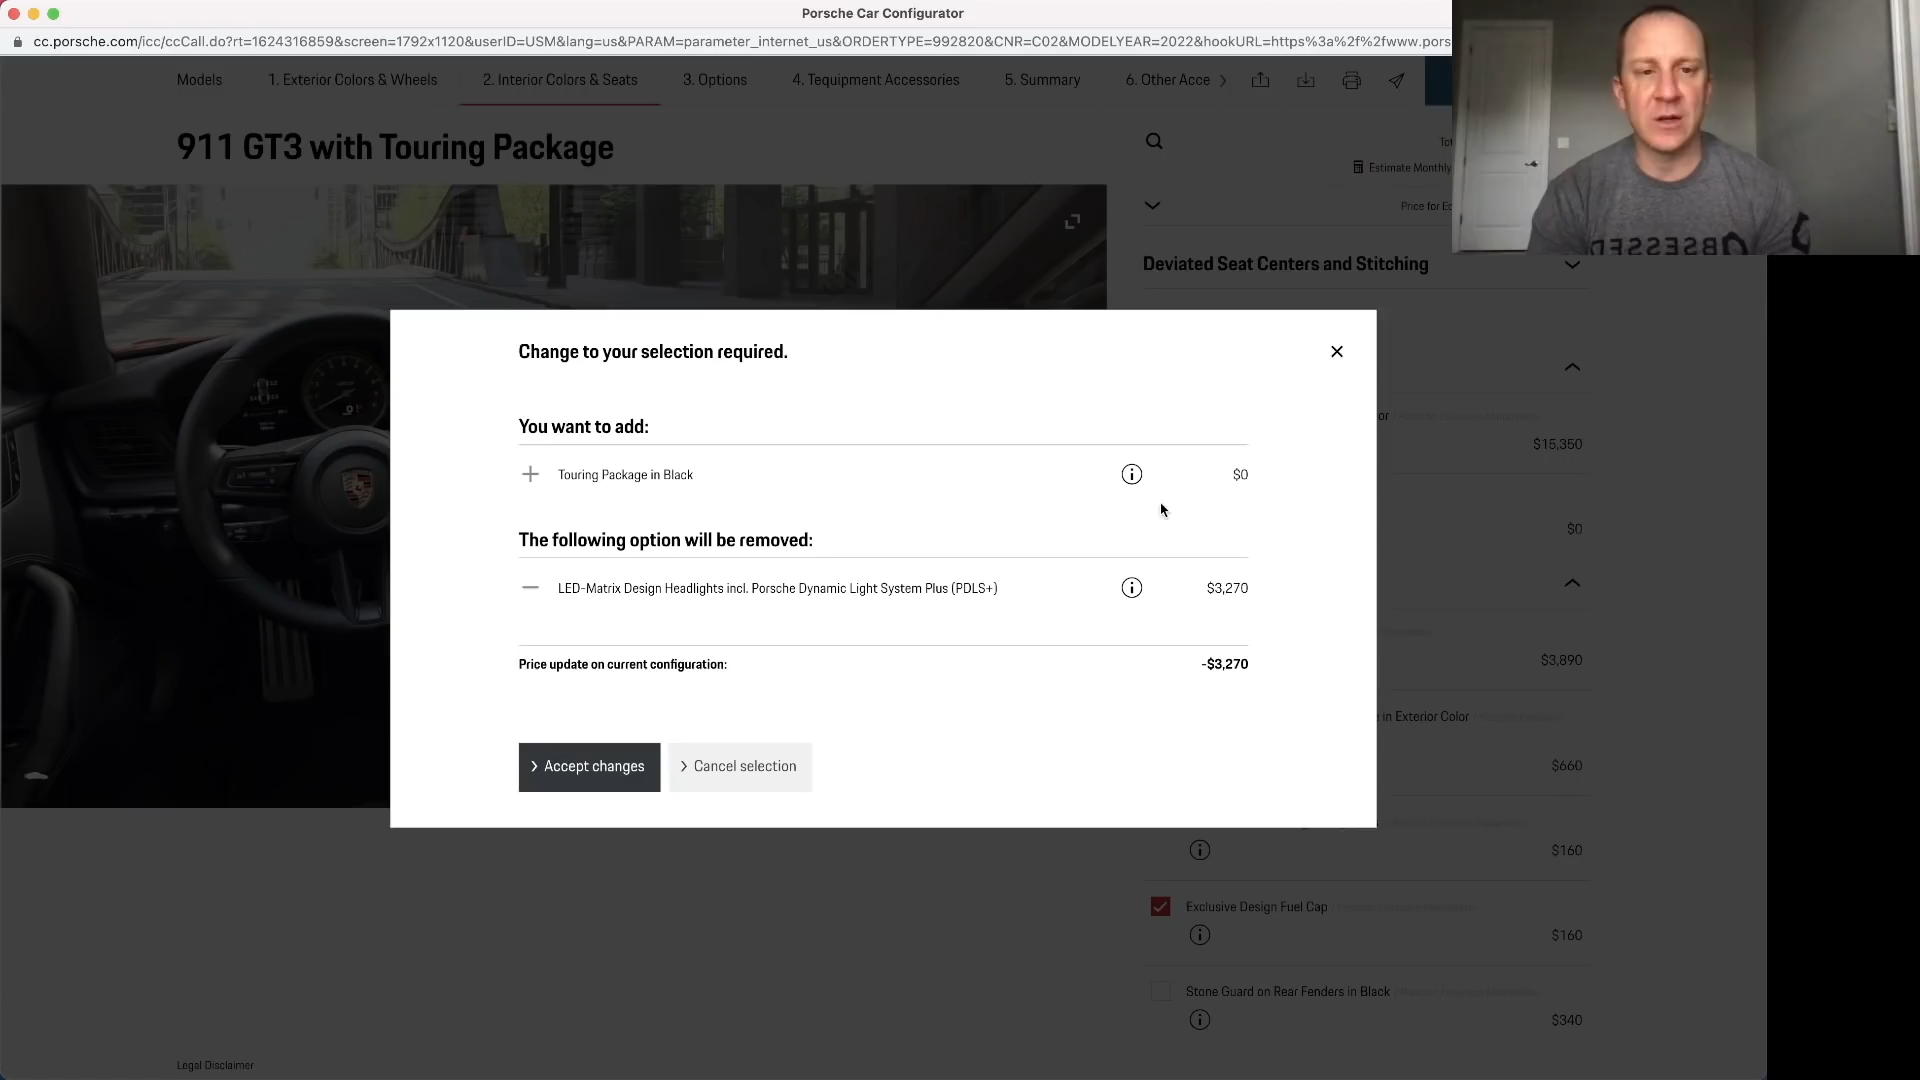 Porsche Car Configurator
cc.porsche.com/icc/ccCall.do?rt=1624316859&screen=1792x1120&userID=USM&lang=us&PARAM=parameter_internet_us&ORDERTYPE=992820&CNR=C02&MODELYEAR=2022&hookURL=https%3a%2f%2fwww.pors
Models
1. Exterior Colors & Wheels
2. Interior Colors & Seats
3. Options
4. Tequipment Accessories
5. Summary
6. Other Acce
911 GT3 with Touring Package
Estimate Monthly
Price for
OBSESSED
Deviated Seat Centers and Stitching
Change to your selection required.
You want to add:
Touring Package in Black
$0
The following option will be removed:
LED-Matrix Design Headlights incl. Porsche Dynamic Light System Plus (PDLS+)
$3,270
Price update on current configuration:
-$3,270
Accept changes
Cancel selection
or
$15,350
$0
$3,890
in Exterior Color
$660
$160
Exclusive Design Fuel Cap
$160
Stone Guard on Rear Fenders in Black
$340
Legal Disclaimer